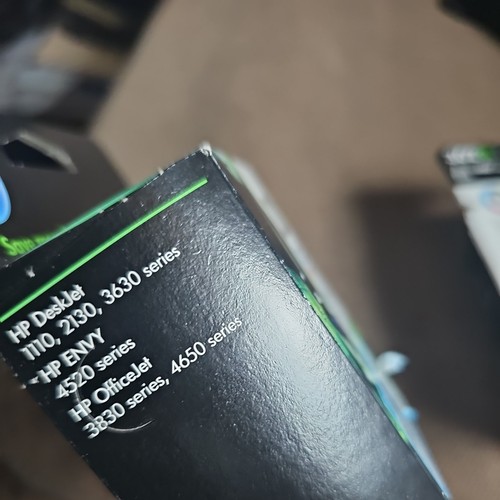 HP DeskJet
1110, 2130, 3630 series
HP ENVY
4520 series
HP OfficeJet
3830 series, 4650 series